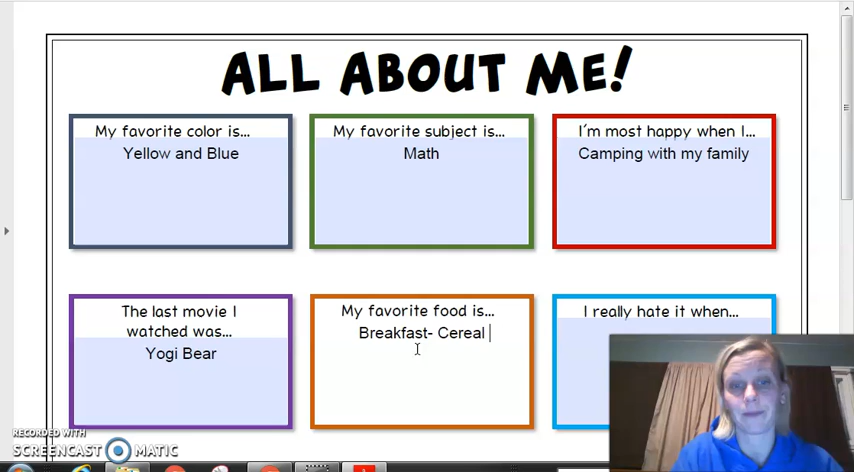 ALL ABOUT ME!
My favorite color is...
Yellow and Blue
My favorite subject is...
Math
I'm most happy when I...
Camping with my family
The last movie I
watched was...
Yogi Bear
My favorite food is...
Breakfast- Cereal
I really hate it when...
RECORDED WITH
SCREENCAST MATIC